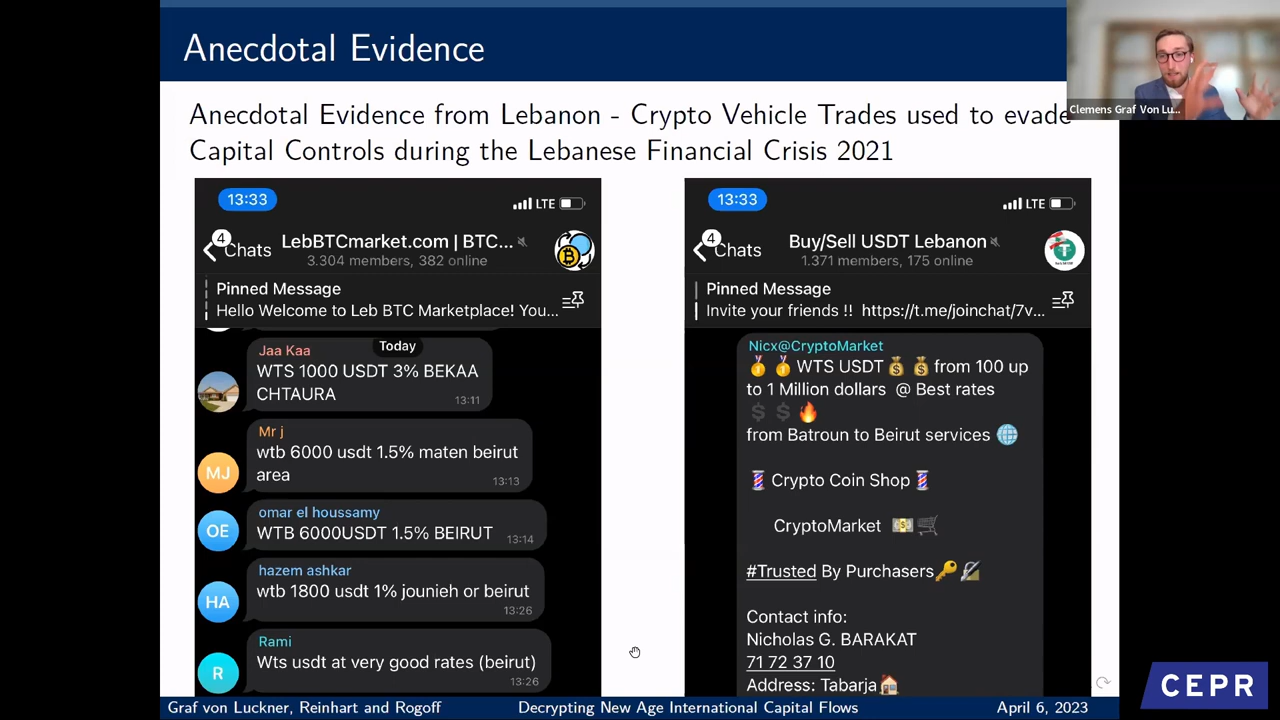 Anecdotal Evidence
Clemens Graf Von Lu...
Anecdotal Evidence from Lebanon - Crypto Vehicle Trades used to evade
Capital Controls during the Lebanese Financial Crisis 2021
13:33
LTE
4
Chats
LebBTCmarket.com | BTC...
3.304 members, 382 online
Pinned Message
Hello Welcome to Leb BTC Marketplace! You...
Today
Jaa Kaa
WTS 1000 USDT 3% BEKAA
CHTAURA
13:11
Mr j
wtb 6000 usdt 1.5% maten beirut
area
13:13
MJ
omar el houssamy
WTB 6000USDT 1.5% BEIRUT
13:14
OE
hazem ashkar
wtb 1800 usdt 1% jounieh or beirut
13:26
HA
Rami
Wts usdt at very good rates (beirut)
13:26
R
13:33
LTE
4
Chats
Buy/Sell USDT Lebanon
1.371 members, 175 online
Pinned Message
Invite your friends !! https://t.me/joinchat/7v...
Nicx@CryptoMarket
🥇🥇WTS USDT💰💰from 100 up
to 1 Million dollars @ Best rates
💲💲🔥
from Batroun to Beirut services 🌐
💈Crypto Coin Shop💈
CryptoMarket 💵🛒
#Trusted By Purchasers🔑
Contact info:
Nicholas G. BARAKAT
71 72 37 10
Address: Tabarja🏠
Graf von Luckner, Reinhart and Rogoff
Decrypting New Age International Capital Flows
April 6, 2023
CEPR